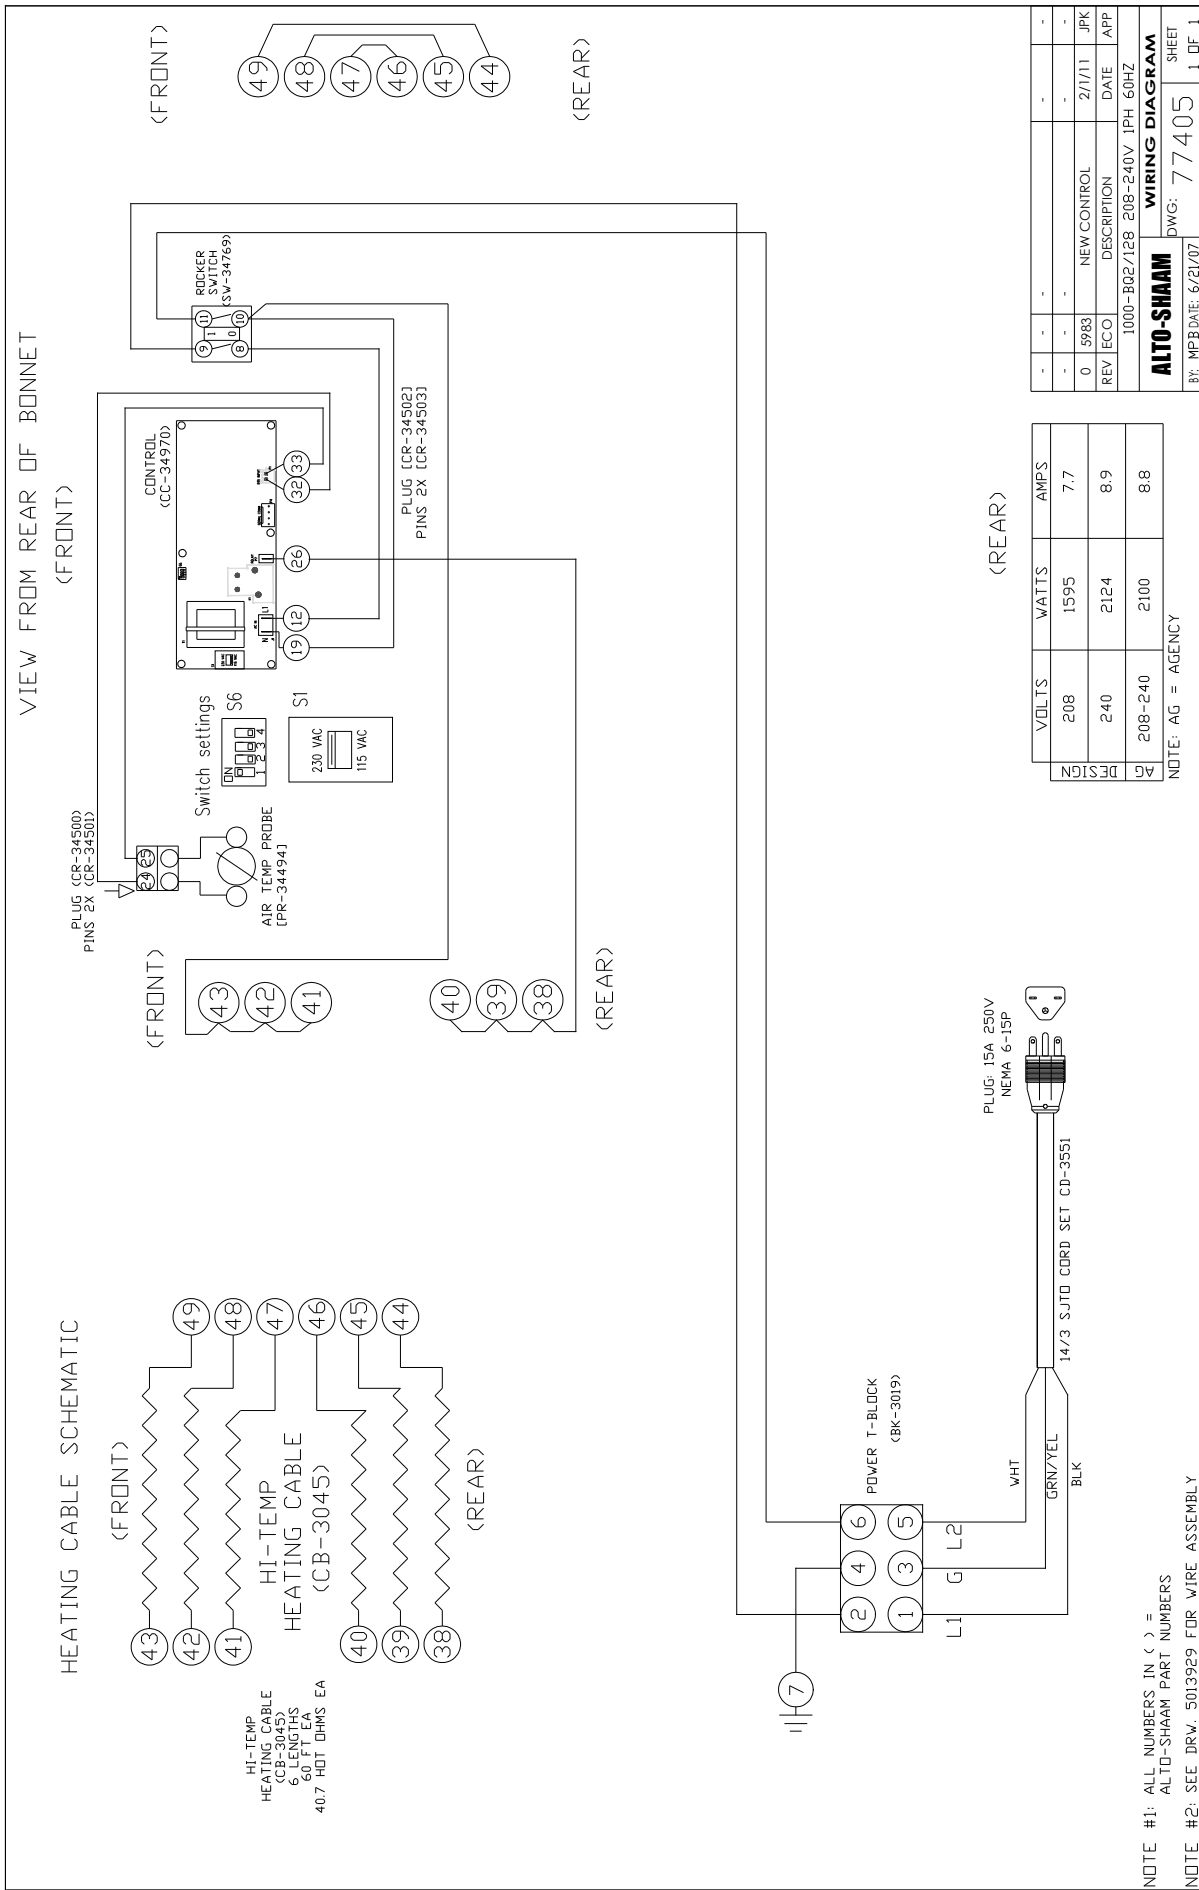 VIEW FROM REAR OF BONNET
HEATING CABLE SCHEMATIC
(FRONT)
43
42
41
40
39
38
49
48
47
46
45
44
HI-TEMP
HEATING CABLE
(CB-3045)
(REAR)
HI-TEMP
HEATING CABLE
(CB-3045)
6 LENGTHS
60 FT EA
40.7 HOT OHMS EA
(FRONT)
43
42
41
40
39
38
(REAR)
PLUG (CR-34500)
PINS 2X (CR-34501)
24
25
AIR TEMP PROBE
[PR-34494]
Switch settings
S6
ON
1 2 3 4
S1
230 VAC
115 VAC
(FRONT)
CONTROL
(CC-34970)
N
L1
19
12
26
32
33
PLUG [CR-34502]
PINS 2X [CR-34503]
ROCKER
SWITCH
(SW-34769)
9
11
1
0
8
10
(FRONT)
49
48
47
46
45
44
(REAR)
7
2
4
6
1
3
5
L1
G
L2
POWER T-BLOCK
(BK-3019)
WHT
GRN/YEL
BLK
14/3 SJTO CORD SET CD-3551
PLUG: 15A 250V
NEMA 6-15P
(REAR)
VOLTS WATTS AMPS
DESIGN
208 1595 7.7
240 2124 8.9
AG
208-240 2100 8.8
NOTE: AG = AGENCY
NOTE #1: ALL NUMBERS IN ( ) =
ALTO-SHAAM PART NUMBERS
NOTE #2: SEE DRW. 5013929 FOR WIRE ASSEMBLY
- - - - -
- - - - -
0 5983 NEW CONTROL 2/1/11 JPK
REV ECO DESCRIPTION DATE APP
1000-BQ2/128 208-240V 1PH 60HZ
ALTO-SHAAM
WIRING DIAGRAM
BY: MPB DATE: 6/21/07
DWG: 77405
SHEET
1 OF 1